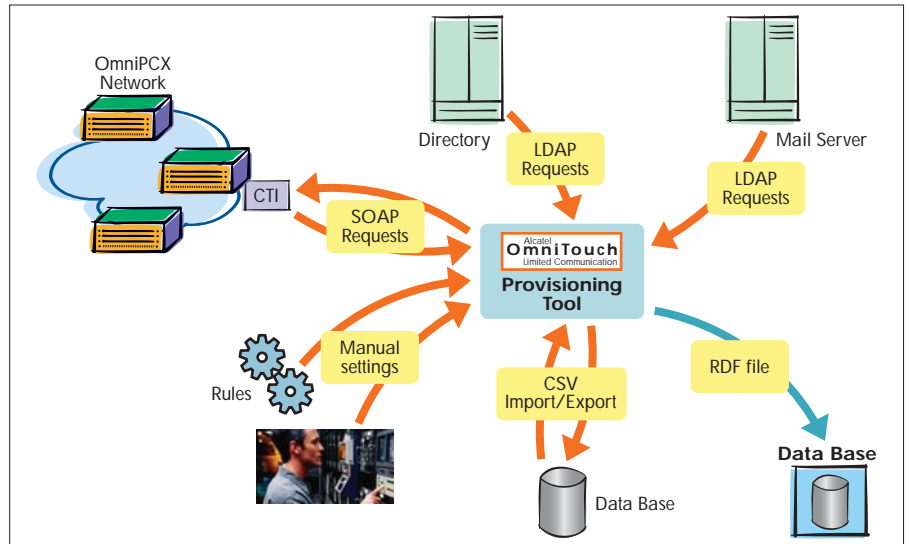 OmniPCX
Network
Directory
Mail Server
LDAP
Requests
LDAP
Requests
CTI
SOAP
Requests
Alcatel
OmniTouch
Limited Communication
Provisioning
Tool
Rules
Manual
settings
CSV
Import/Export
RDF file
Data Base
Data Base